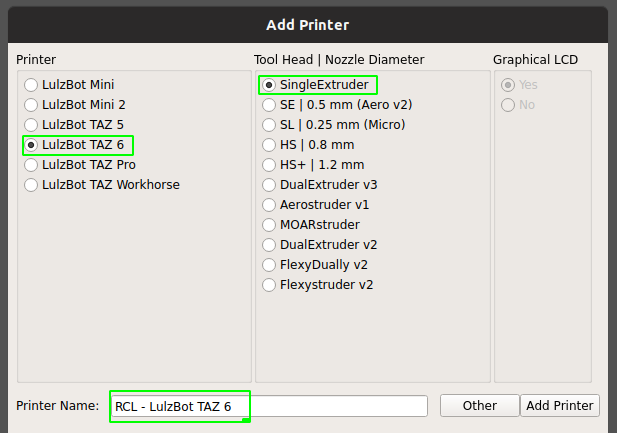 Add Printer
Printer
LulzBot Mini
LulzBot Mini 2
LulzBot TAZ 5
LulzBot TAZ 6
LulzBot TAZ Pro
LulzBot TAZ Workhorse
Tool Head | Nozzle Diameter
SingleExtruder
SE | 0.5 mm (Aero v2)
SL | 0.25 mm (Micro)
HS | 0.8 mm
HS+ | 1.2 mm
DualExtruder v3
Aerostruder v1
MOARstruder
DualExtruder v2
FlexyDually v2
Flexystruder v2
Graphical LCD
Yes
No
Printer Name: RCL - LulzBot TAZ 6 Other Add Printer